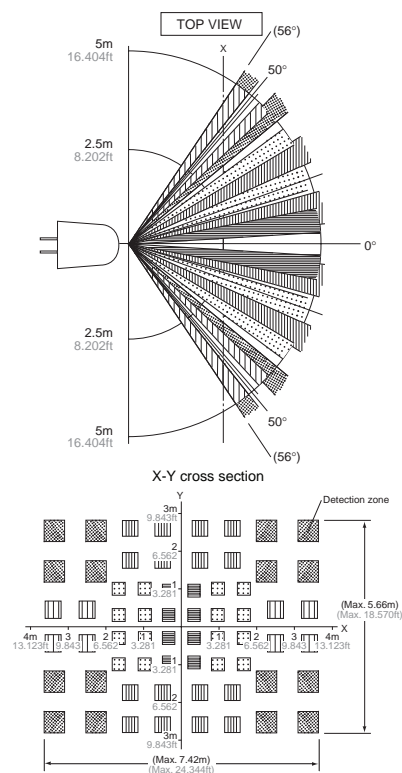 TOP VIEW
(56°)
5m
16.404ft
X
50°
2.5m
8.202ft
0°
2.5m
8.202ft
50°
5m
16.404ft
(56°)
X-Y cross section
Y
Detection zone
3m
9.843ft
2
6.562
1
3.281
(Max. 5.66m)
(Max. 18.570ft)
4m 3 2 1 1 2 3 4m X
13.123ft 9.843 6.562 3.281 3.281 6.562 9.843 13.123ft
1
3.281
2
6.562
3m
9.843ft
(Max. 7.42m)
(Max. 24.344ft)